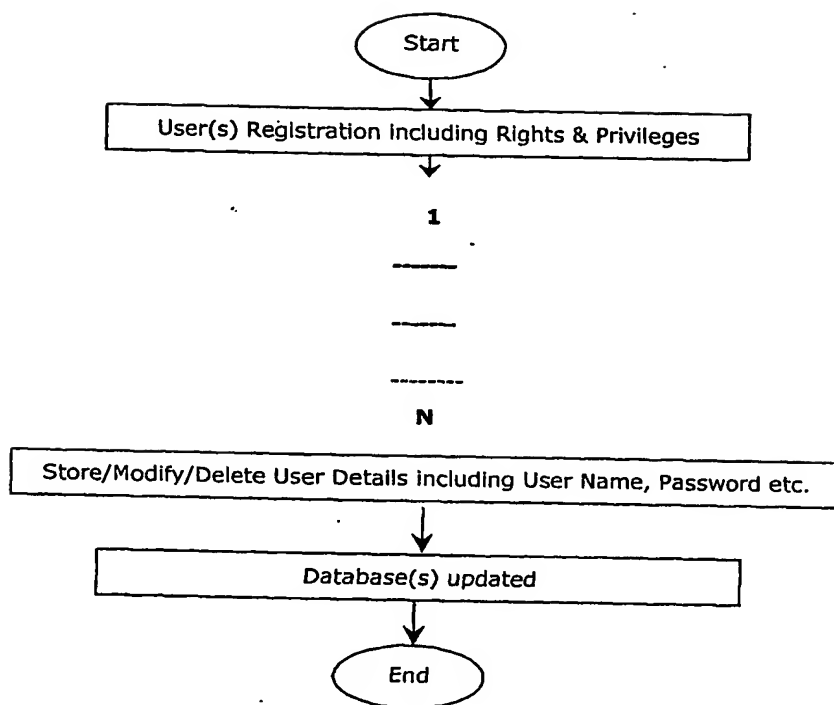 Start
User(s) Registration including Rights & Privileges
1
N
Store/Modify/Delete User Details including User Name, Password etc.
Database(s) updated
End